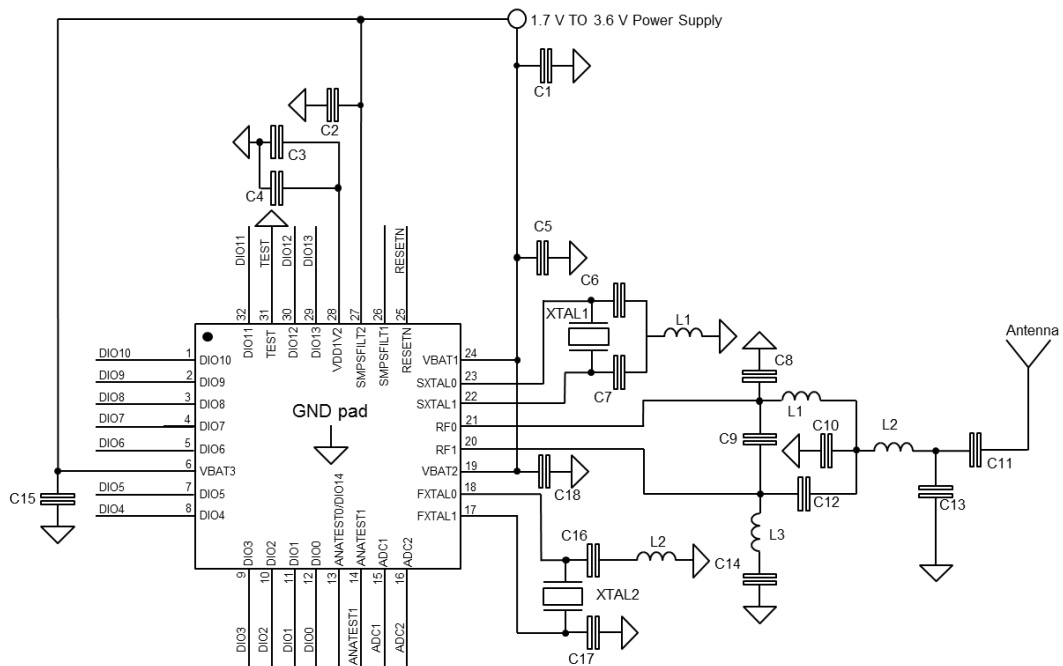 1.7 V TO 3.6 V Power Supply
C1
C2
C3
C4
C5
C6
DIO11
TEST
DIO12
DIO13
RESETN
32
31
30
29
28
27
26
25
DIO11
TEST
DIO12
DIO13
VDD1V2
SMPSFILT2
SMPSFILT1
RESETN
XTAL1
L1
C7
Antenna
C8
L1
C9
C10
L2
C11
C12
C13
L3
C14
DIO10
1
DIO10
DIO9
2
DIO9
DIO8
3
DIO8
DIO7
4
DIO7
DIO6
5
DIO6
6
VBAT3
DIO5
7
DIO5
DIO4
8
DIO4
C15
GND pad
VBAT1
24
SXTAL0
23
SXTAL1
22
RF0
21
RF1
20
VBAT2
19
FXTAL0
18
FXTAL1
17
C18
C16
L2
XTAL2
C17
DIO3
DIO2
DIO1
DIO0
ANATEST0/DIO14
ANATEST1
ADC1
ADC2
9
10
11
12
13
14
15
16
DIO3
DIO2
DIO1
DIO0
ANATEST1
ADC1
ADC2